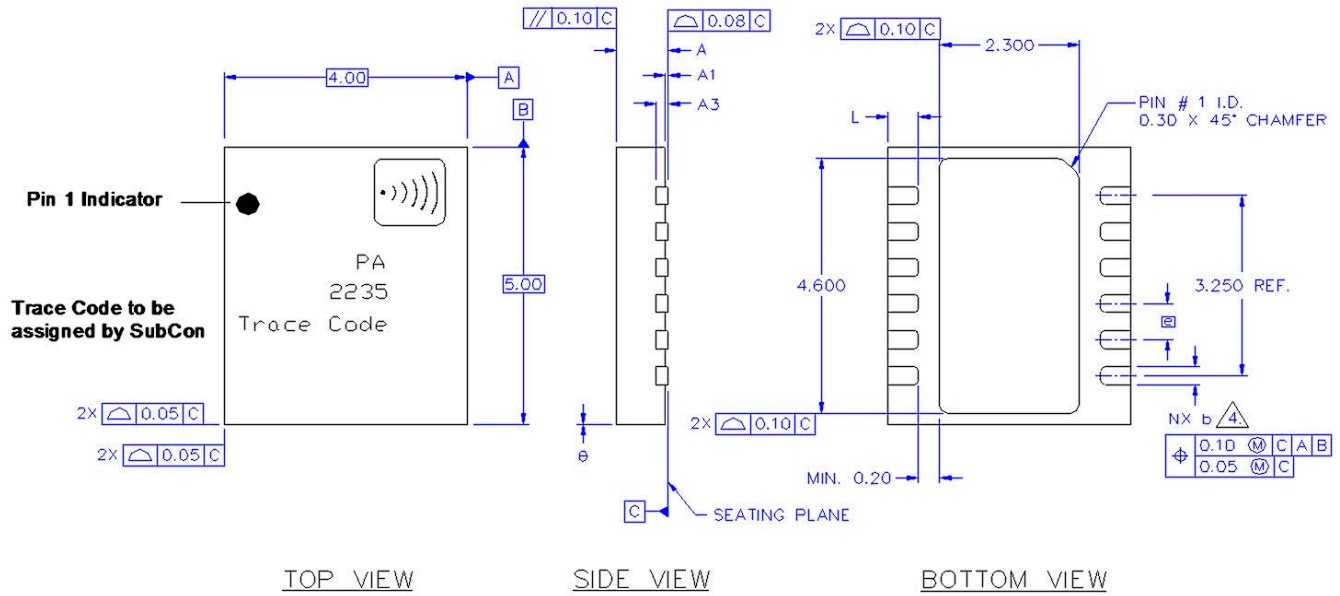 // 0.10 C
⌓ 0.08 C
2X ⌓ 0.10 C
2.300
A
4.00
A
A1
B
A3
L
PIN # 1 I.D.
0.30 X 45° CHAMFER
Pin 1 Indicator
PA
2235
Trace Code
5.00
4.600
3.250 REF.
e
Trace Code to be
assigned by SubCon
2X ⌓ 0.05 C
2X ⌓ 0.05 C
θ
2X ⌓ 0.10 C
NX b 4.
⌖ 0.10 Ⓜ C A B
0.05 Ⓜ C
MIN. 0.20
C
SEATING PLANE
TOP VIEW
SIDE VIEW
BOTTOM VIEW